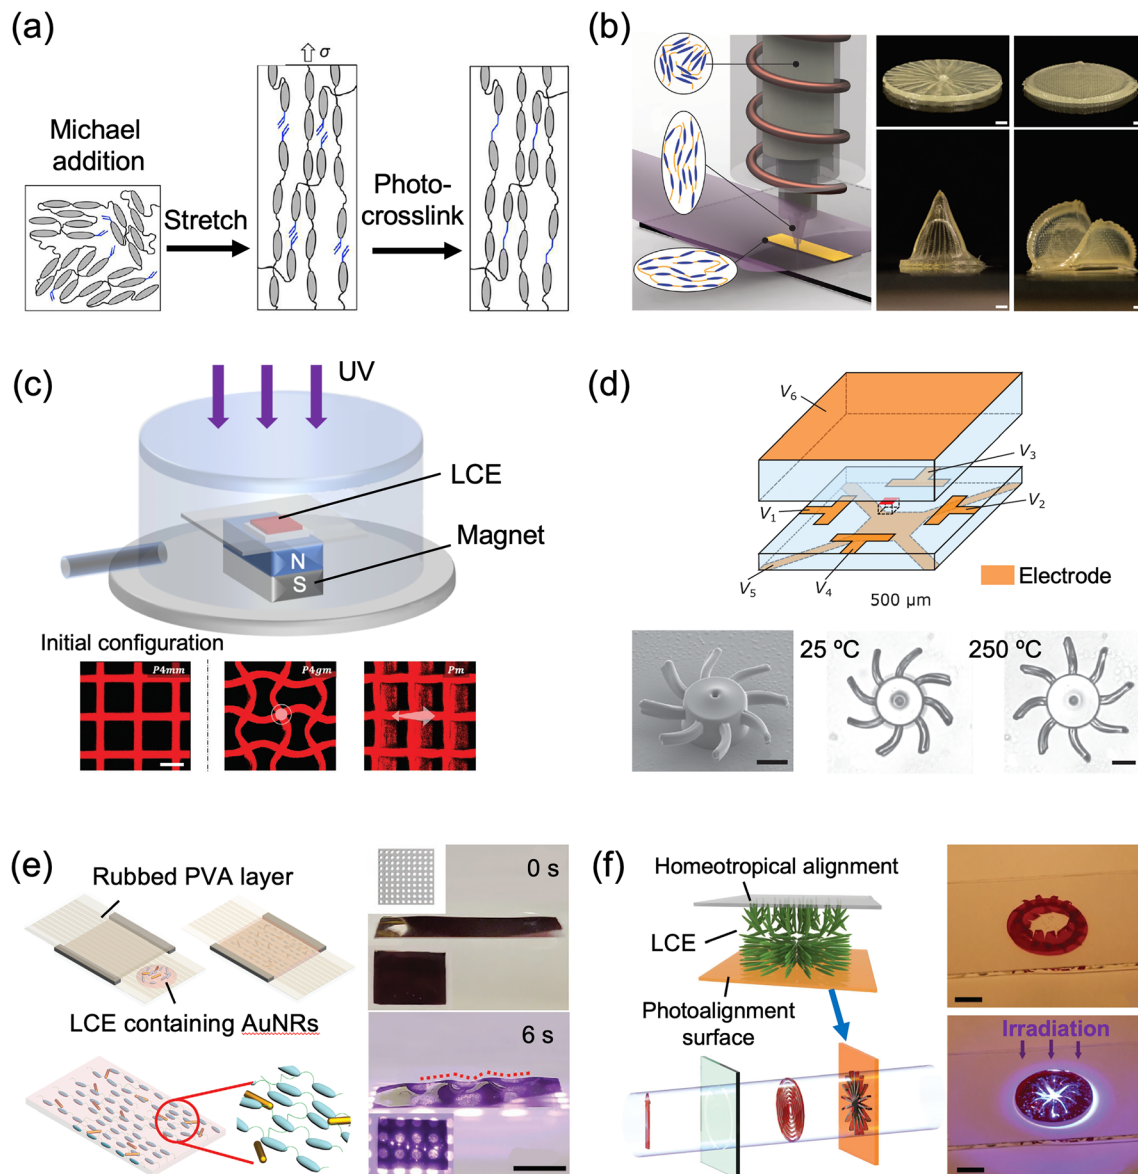 (a)
σ
Michael
addition
Stretch
Photo-
crosslink
(b)
(c)
UV
LCE
Magnet
N
S
Initial configuration
P4mm
P4gm
Pm
(d)
V6
V3
V1
V2
V5
V4
500 µm
Electrode
25 ºC
250 ºC
(e)
Rubbed PVA layer
LCE containing AuNRs
0 s
6 s
(f)
Homeotropical alignment
LCE
Photoalignment
surface
Irradiation